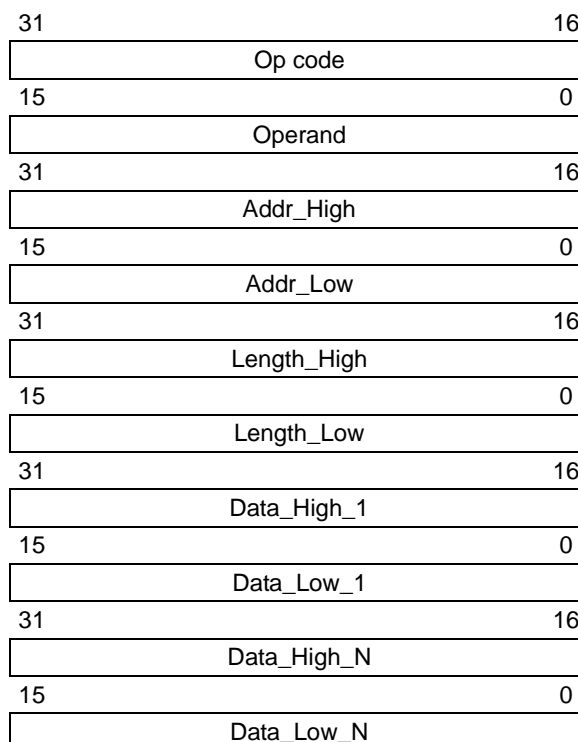 31 16
Op code
15 0
Operand
31 16
Addr_High
15 0
Addr_Low
31 16
Length_High
15 0
Length_Low
31 16
Data_High_1
15 0
Data_Low_1
31 16
Data_High_N
15 0
Data_Low_N